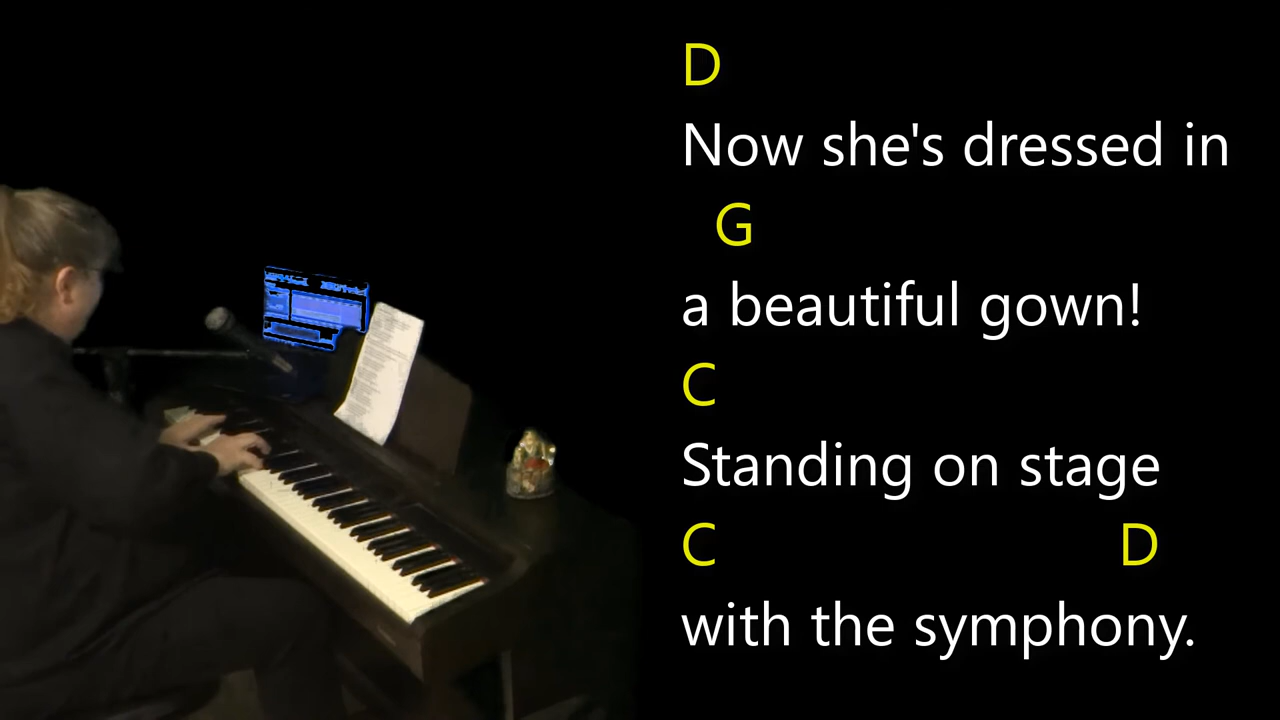 D
Now she's dressed in
G
a beautiful gown!
C
Standing on stage
C D
with the symphony.